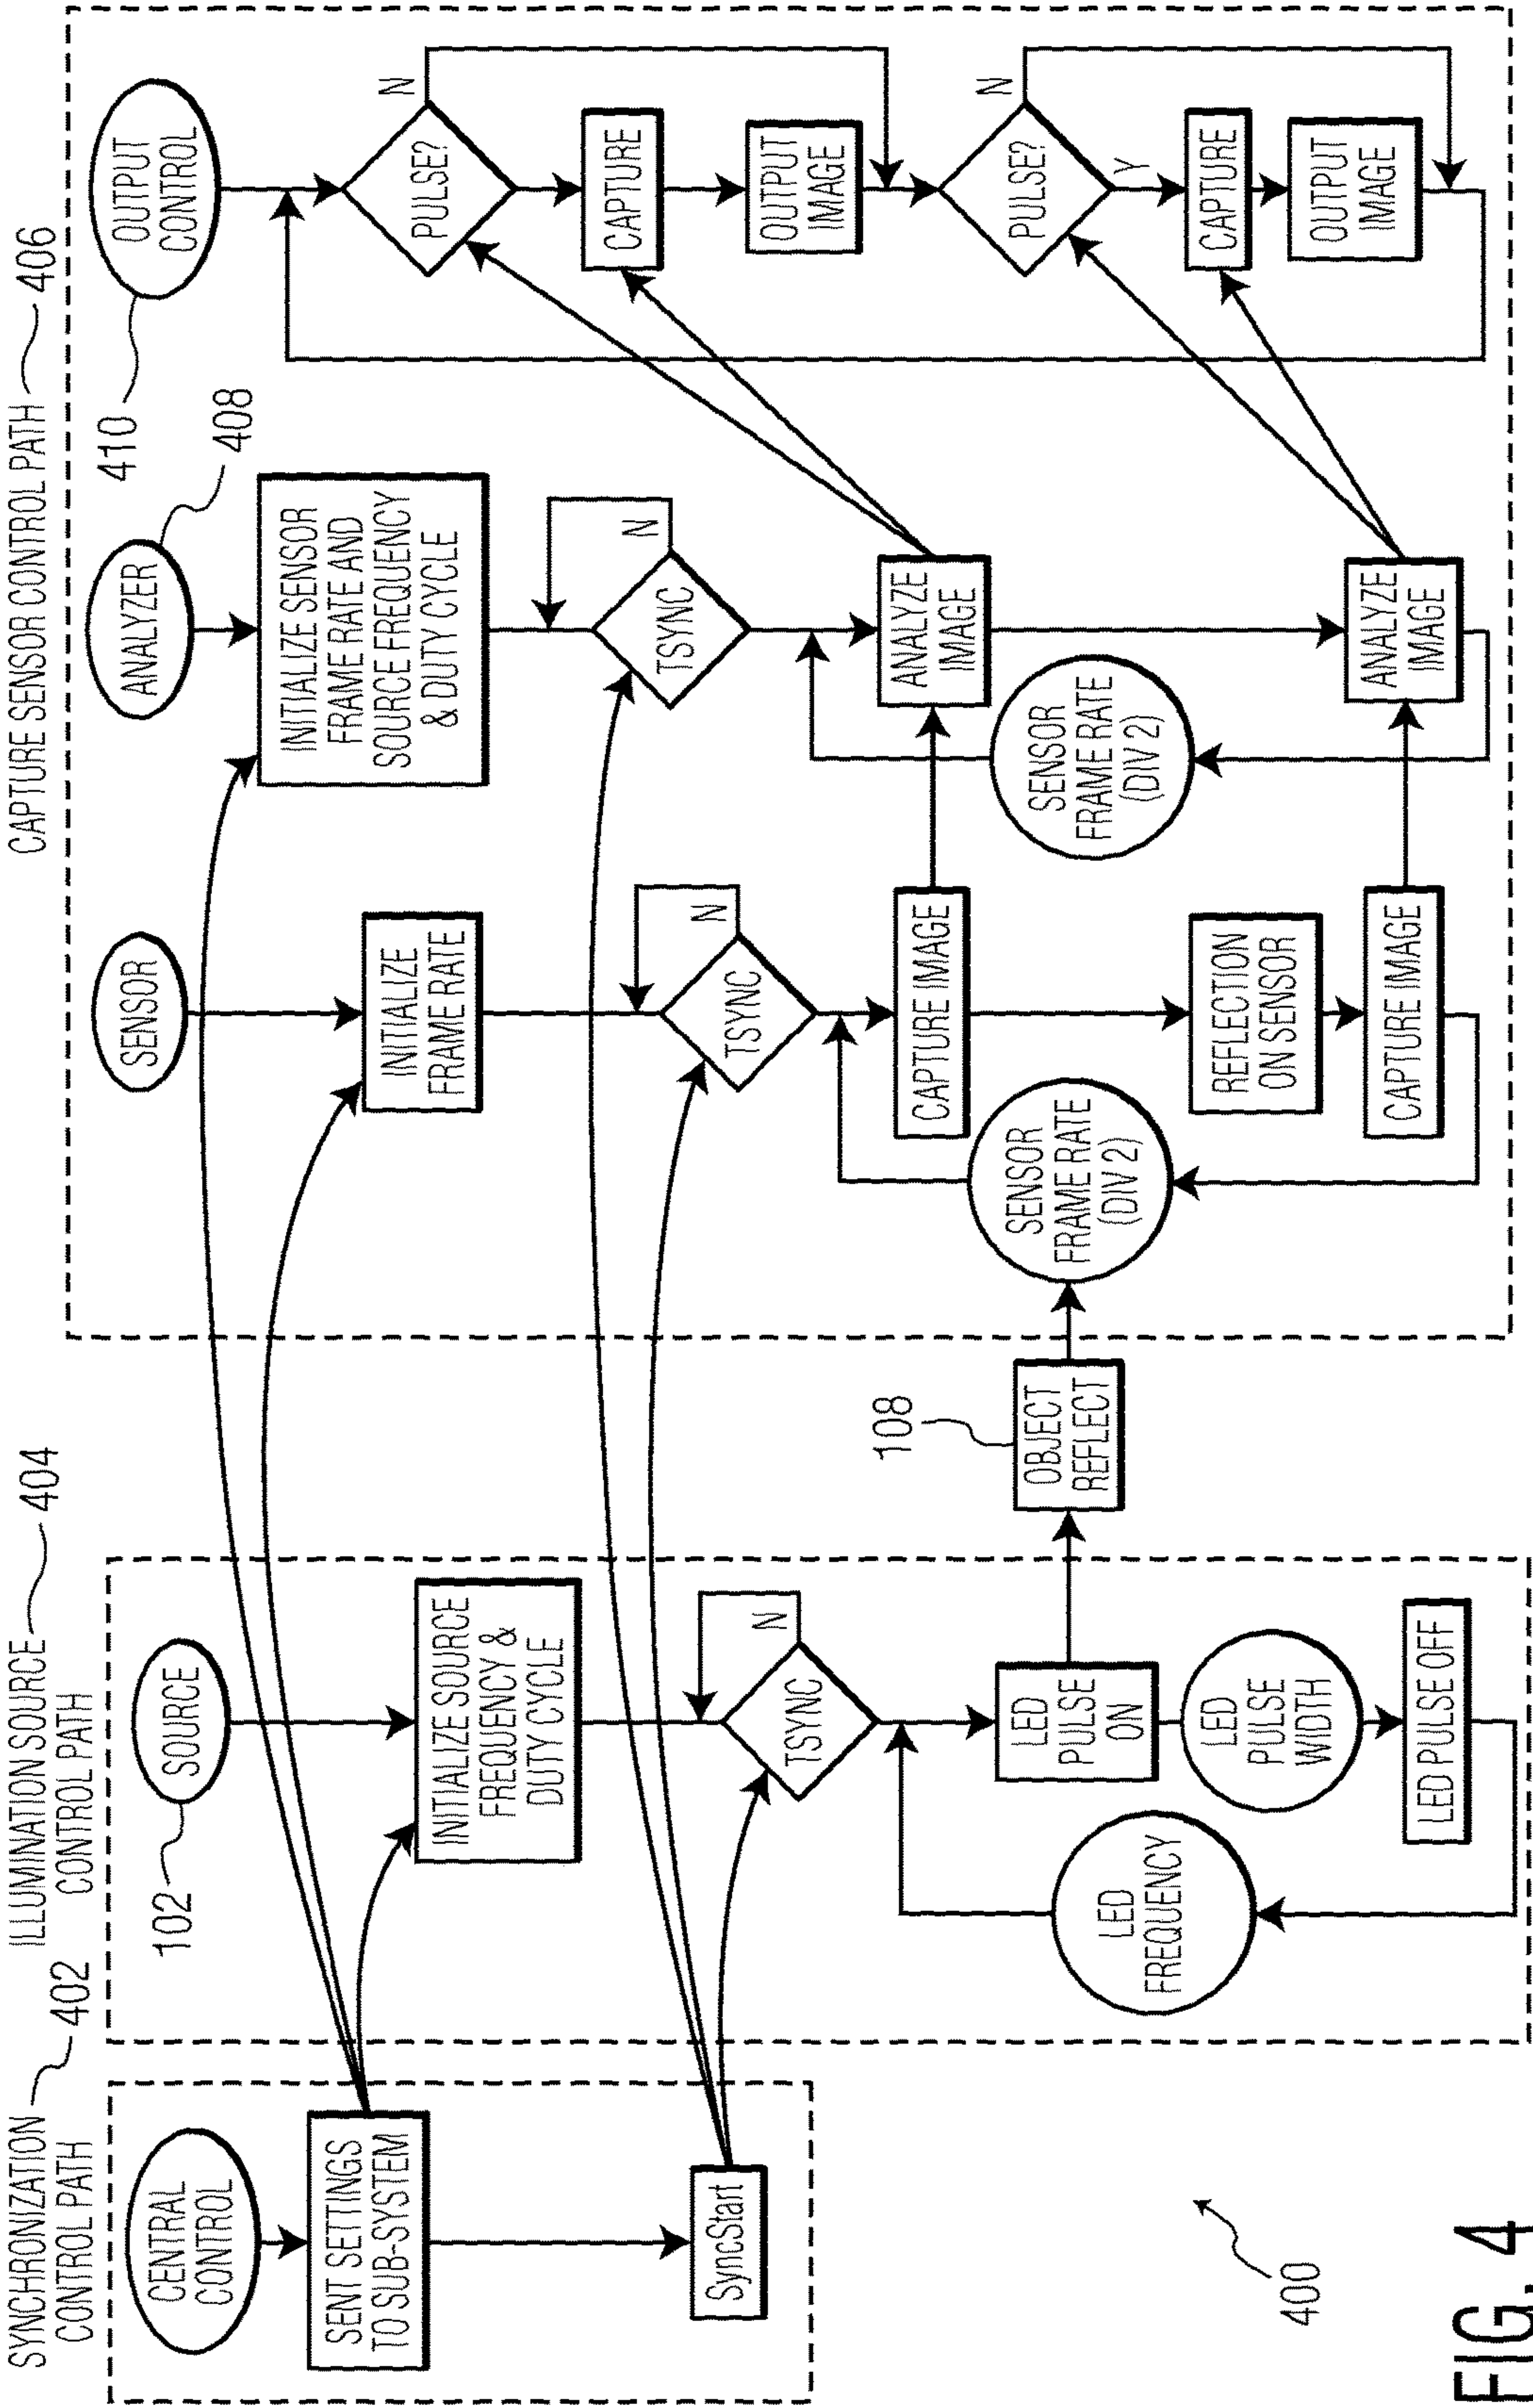 SYNCHRONIZATION
CONTROL PATH
402
CENTRAL
CONTROL
SENT SETTINGS
TO SUB-SYSTEM
SyncStart
ILLUMINATION SOURCE
CONTROL PATH
404
102
SOURCE
INITIALIZE SOURCE
FREQUENCY &
DUTY CYCLE
TSYNC
N
LED
PULSE
ON
LED
PULSE
WIDTH
LED PULSE OFF
LED
FREQUENCY
108
OBJECT
REFLECT
CAPTURE SENSOR CONTROL PATH
406
SENSOR
INITIALIZE
FRAME RATE
TSYNC
N
CAPTURE IMAGE
SENSOR
FRAME RATE
(DIV 2)
REFLECTION
ON SENSOR
CAPTURE IMAGE
408
ANALYZER
INITIALIZE SENSOR
FRAME RATE AND
SOURCE FREQUENCY
& DUTY CYCLE
TSYNC
N
ANALYZE
IMAGE
SENSOR
FRAME RATE
(DIV 2)
ANALYZE
IMAGE
410
OUTPUT
CONTROL
PULSE?
N
CAPTURE
OUTPUT
IMAGE
PULSE?
N
Y
CAPTURE
OUTPUT
IMAGE
400
FIG. 4